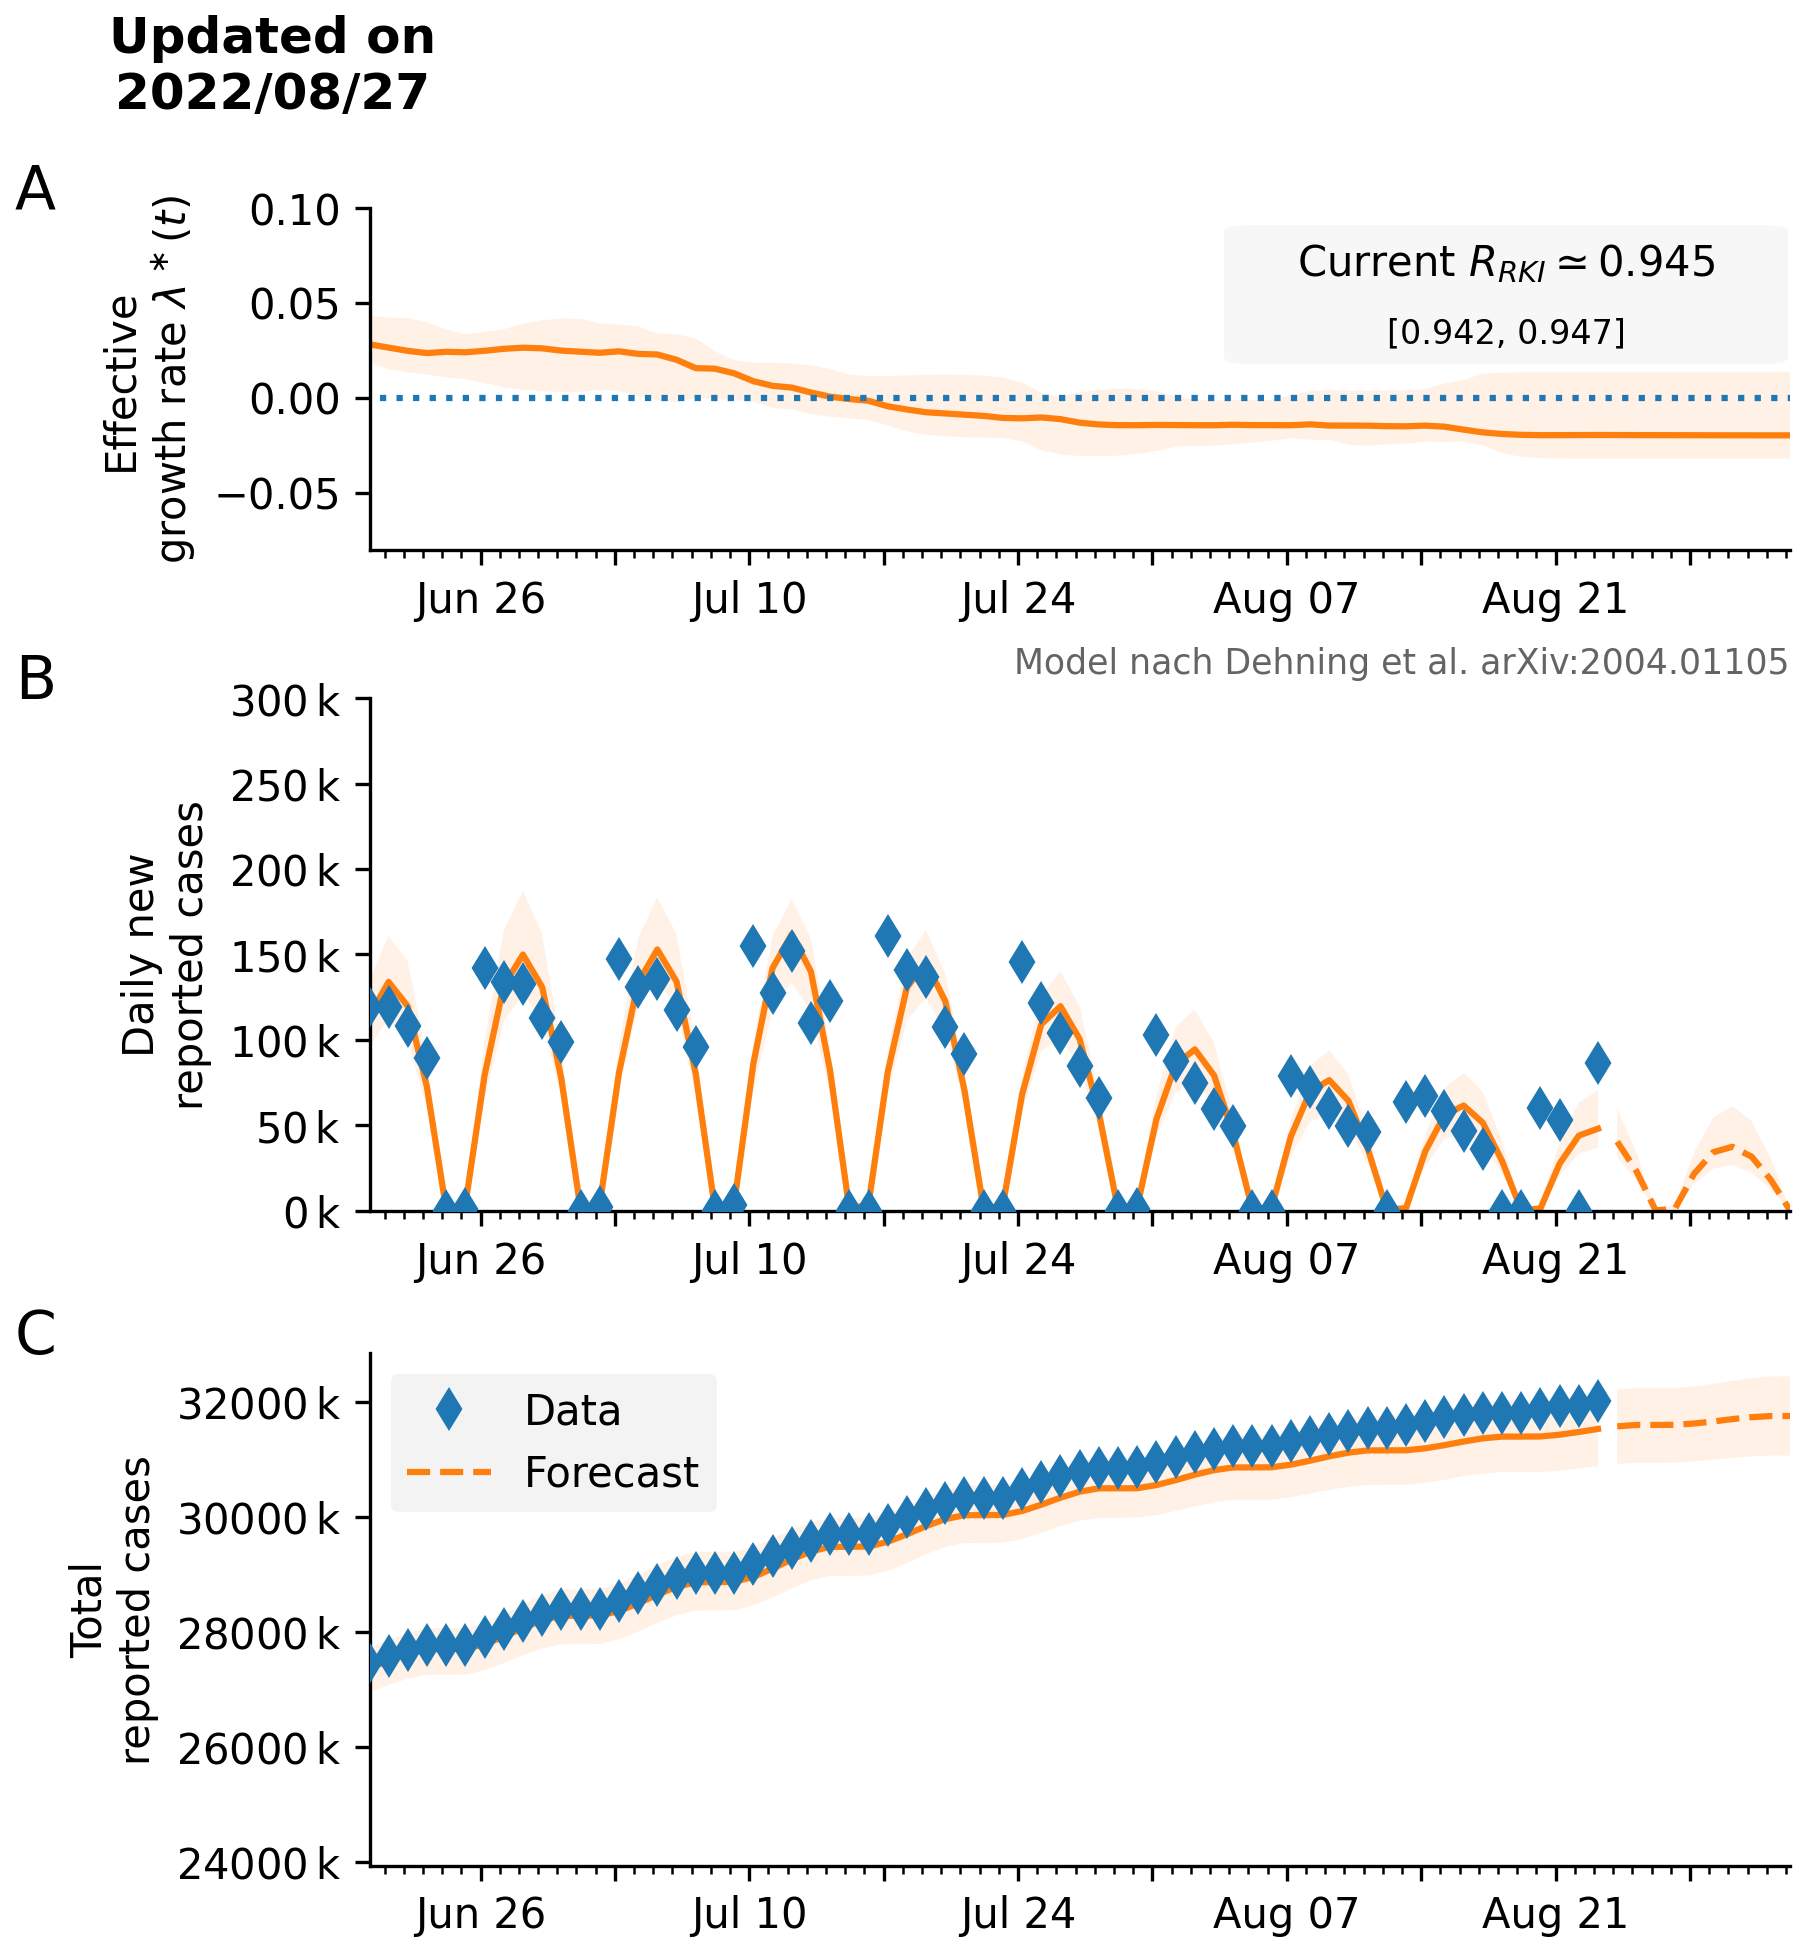 Updated on
2022/08/27
A
Effective
growth rate λ * (t)
0.10
0.05
0.00
−0.05
Current R_RKI ≃ 0.945
[0.942, 0.947]
Jun 26 Jul 10 Jul 24 Aug 07 Aug 21
Model nach Dehning et al. arXiv:2004.01105
B
Daily new
reported cases
300 k
250 k
200 k
150 k
100 k
50 k
0 k
Jun 26 Jul 10 Jul 24 Aug 07 Aug 21
C
Total
reported cases
32000 k
30000 k
28000 k
26000 k
24000 k
Data
Forecast
Jun 26 Jul 10 Jul 24 Aug 07 Aug 21